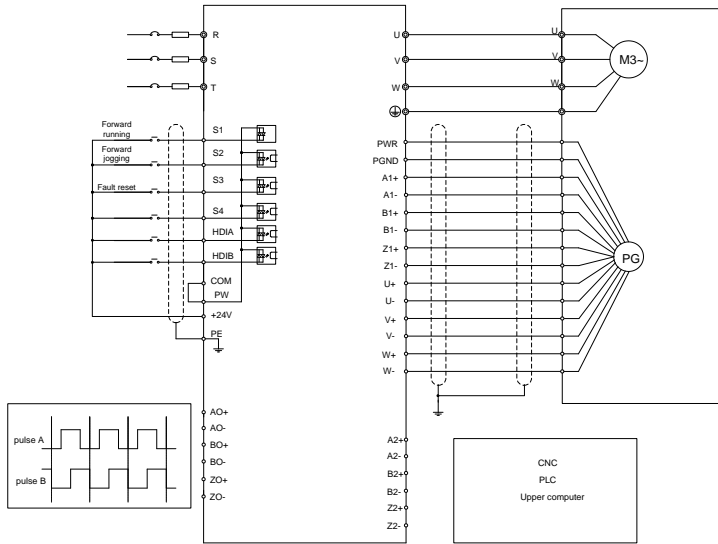 R
S
T
U
V
W
U
V
W
M3~
Forward
running
Forward
jogging
Fault reset
S1
S2
S3
S4
HDIA
HDIB
COM
PW
+24V
PE
PWR
PGND
A1+
A1-
B1+
B1-
Z1+
Z1-
U+
U-
V+
V-
W+
W-
PG
pulse A
pulse B
AO+
AO-
BO+
BO-
ZO+
ZO-
A2+
A2-
B2+
B2-
Z2+
Z2-
CNC
PLC
Upper computer